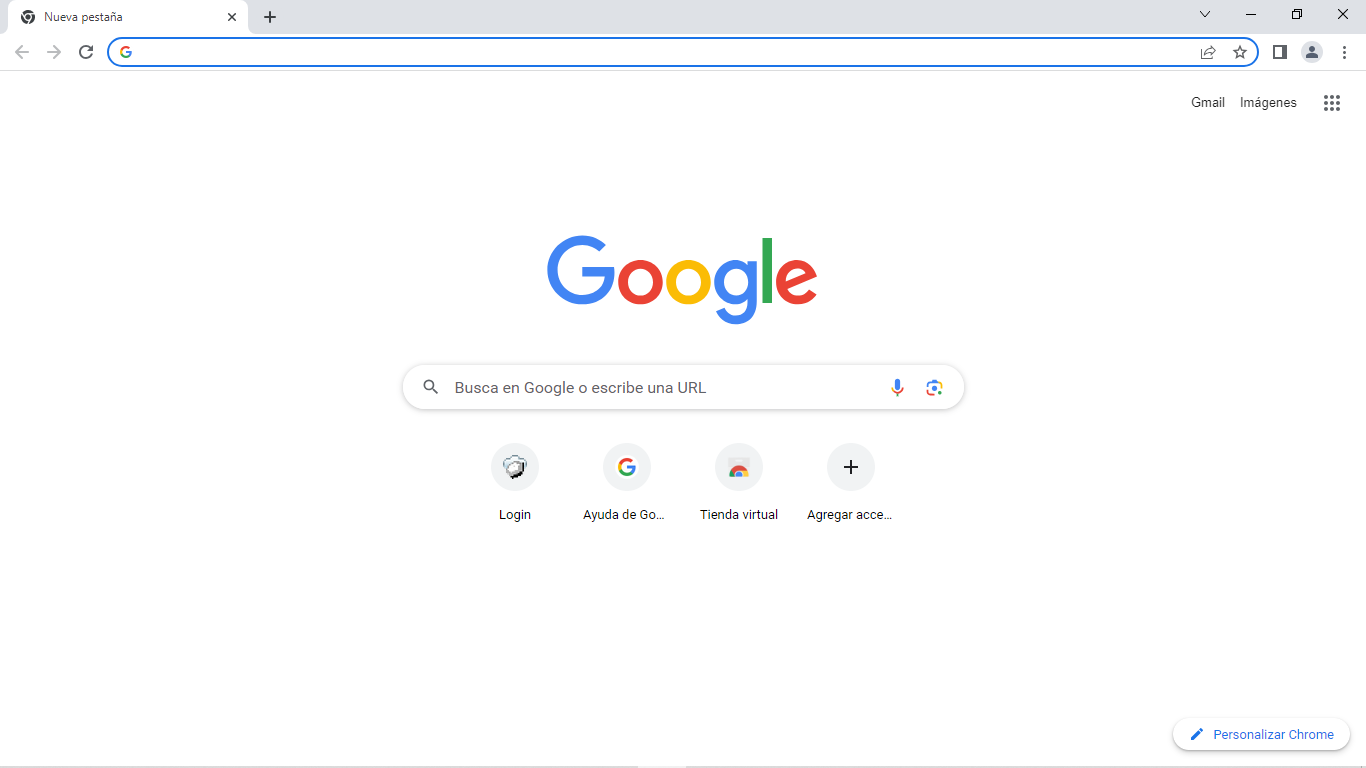 Nueva pestaña
Gmail Imágenes
Google
Busca en Google o escribe una URL
Login Ayuda de Go... Tienda virtual Agregar acce...
Personalizar Chrome